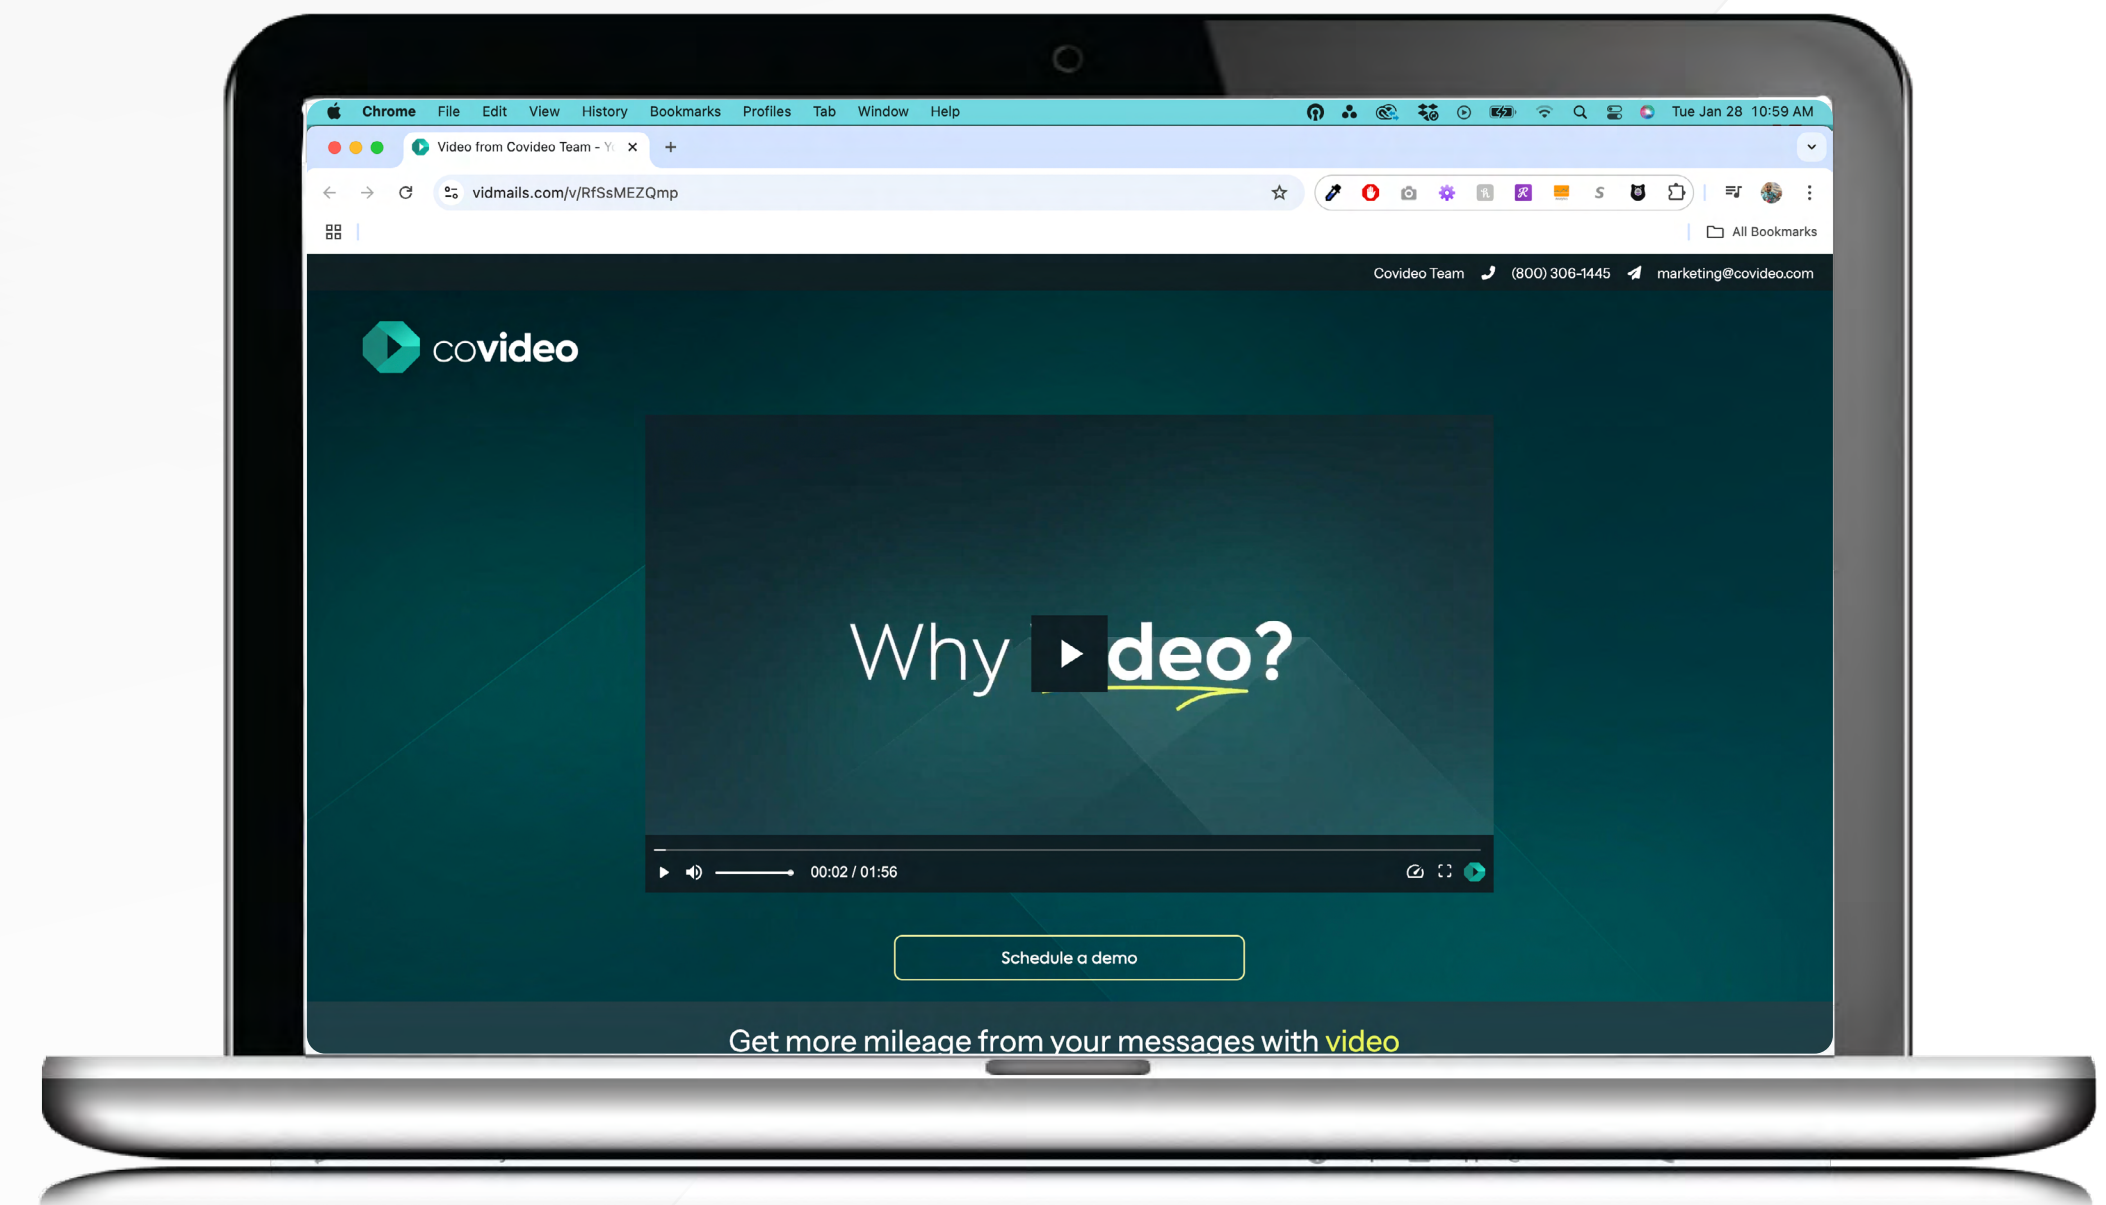 Chrome File Edit View History Bookmarks Profiles Tab Window Help Tue Jan 28 10:59 AM
Video from Covideo Team -
vidmails.com/v/RfSsMEZQmp
All Bookmarks
Covideo Team (800) 306-1445 marketing@covideo.com
covideo
Why deo?
00:02 / 01:56
Schedule a demo
Get more mileage from your messages with video